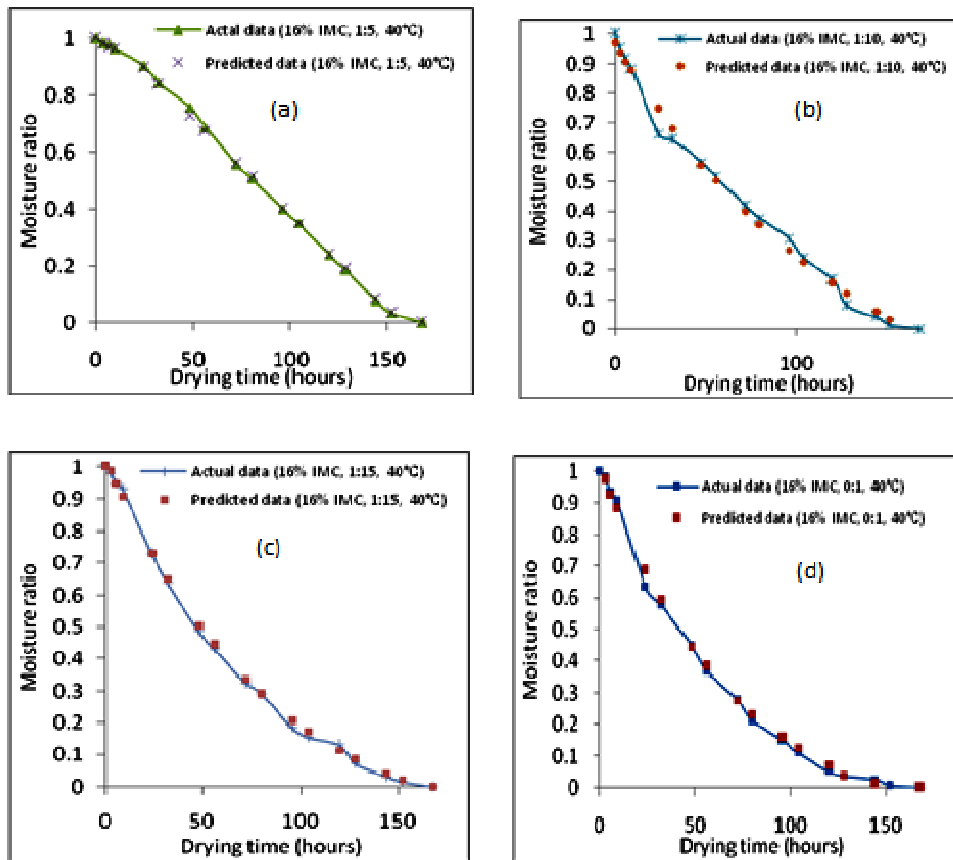 Actal data (16% IMC, 1:5, 40°C)
Predicted data (16% IMC, 1:5, 40°C)
(a)
Moisture ratio
1
0.8
0.6
0.4
0.2
0
0 50 100 150
Drying time (hours)
Actual data (16% IMC, 1:10, 40°C)
Predicted data (16% IMC, 1:10, 40°C)
(b)
Moisture ratio
1
0.9
0.8
0.7
0.6
0.5
0.4
0.3
0.2
0.1
0
0 100
Drying time (hours)
Actual data (16% IMC, 1:15, 40°C)
Predicted data (16% IMC, 1:15, 40°C)
(c)
Moisture ratio
1
0.9
0.8
0.7
0.6
0.5
0.4
0.3
0.2
0.1
0
0 50 100 150
Drying time (hours)
Actual data ((16% IMC, 0:1, 40°C)
Predicted data (16% IMC, 0:1, 40°C)
(d)
Moisture ratio
1
0.9
0.8
0.7
0.6
0.5
0.4
0.3
0.2
0.1
0
0 50 100 150
Drying time (hours)